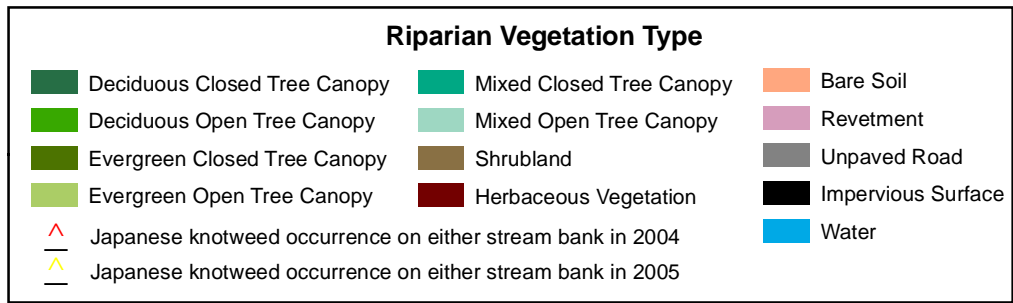 Riparian Vegetation Type
Deciduous Closed Tree Canopy
Deciduous Open Tree Canopy
Evergreen Closed Tree Canopy
Evergreen Open Tree Canopy
Mixed Closed Tree Canopy
Mixed Open Tree Canopy
Shrubland
Herbaceous Vegetation
Bare Soil
Revetment
Unpaved Road
Impervious Surface
Water
Japanese knotweed occurrence on either stream bank in 2004
Japanese knotweed occurrence on either stream bank in 2005